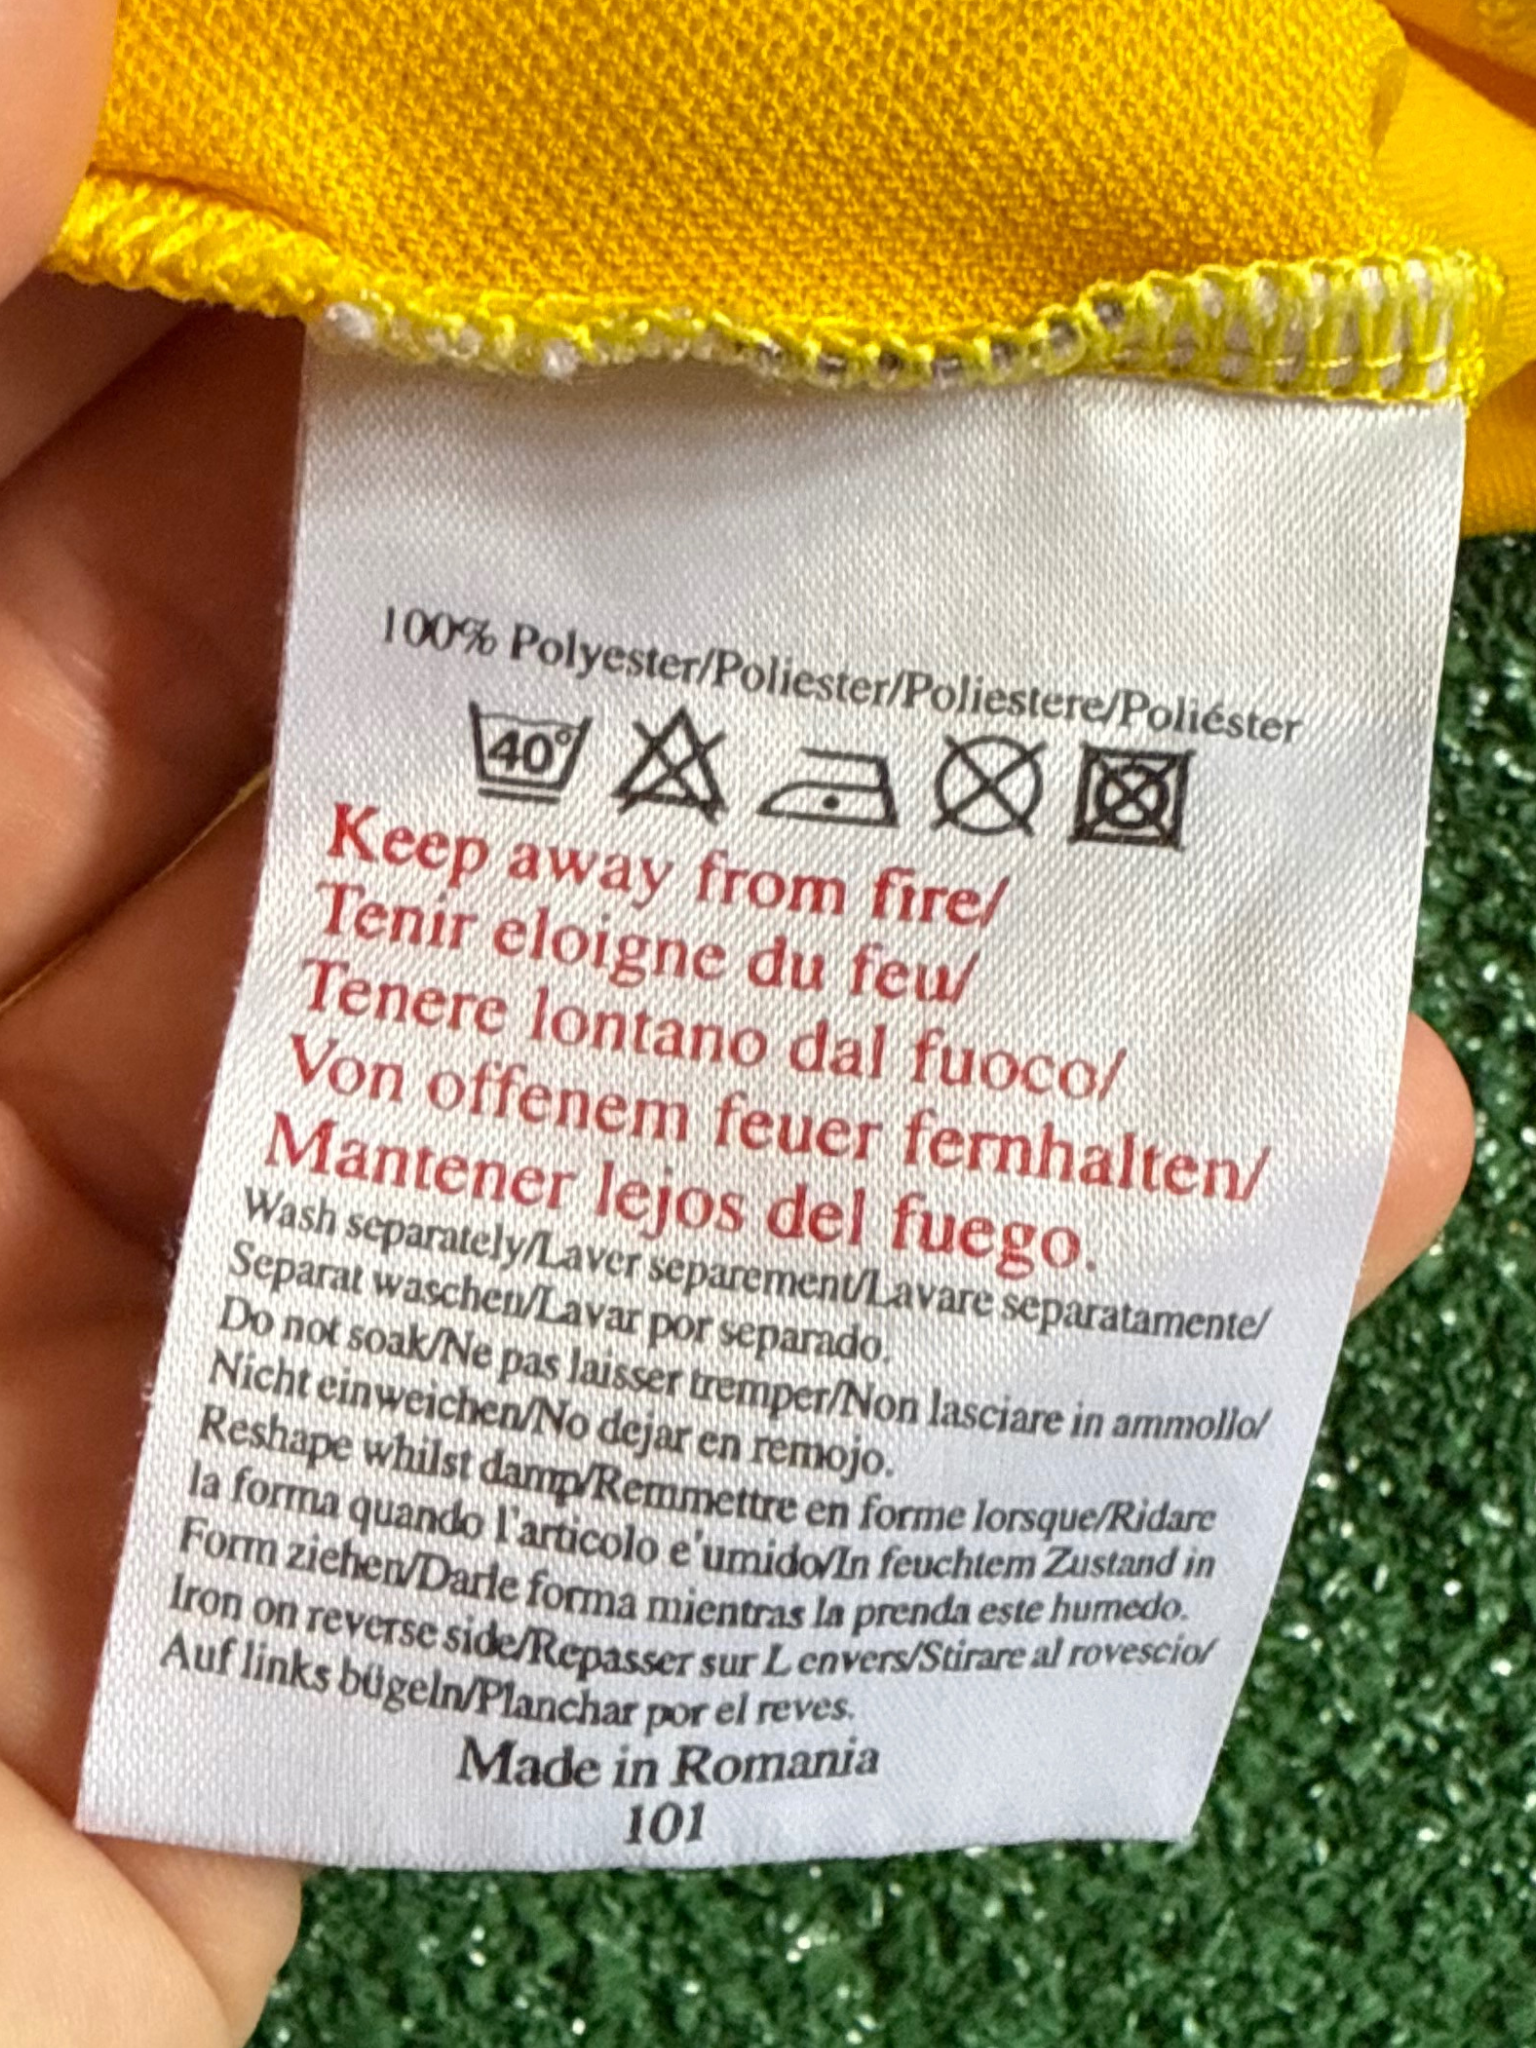 100% Polyester/Poliester/Poliestere/Poliéster
40°
Keep away from fire/
Tenir eloigne du feu/
Tenere lontano dal fuoco/
Von offenem feuer fernhalten/
Mantener lejos del fuego.
Wash separately/Laver separement/Lavare separatamente/
Separat waschen/Lavar por separado.
Do not soak/Ne pas laisser tremper/Non lasciare in ammollo/
Nicht einweichen/No dejar en remojo.
Reshape whilst damp/Remmettre en forme lorsque/Ridare
la forma quando l'articolo e'umido/In feuchtem Zustand in
Form ziehen/Darle forma mientras la prenda este humedo.
Iron on reverse side/Repasser sur L envers/Stirare al rovescio/
Auf links bügeln/Planchar por el reves.
Made in Romania
101